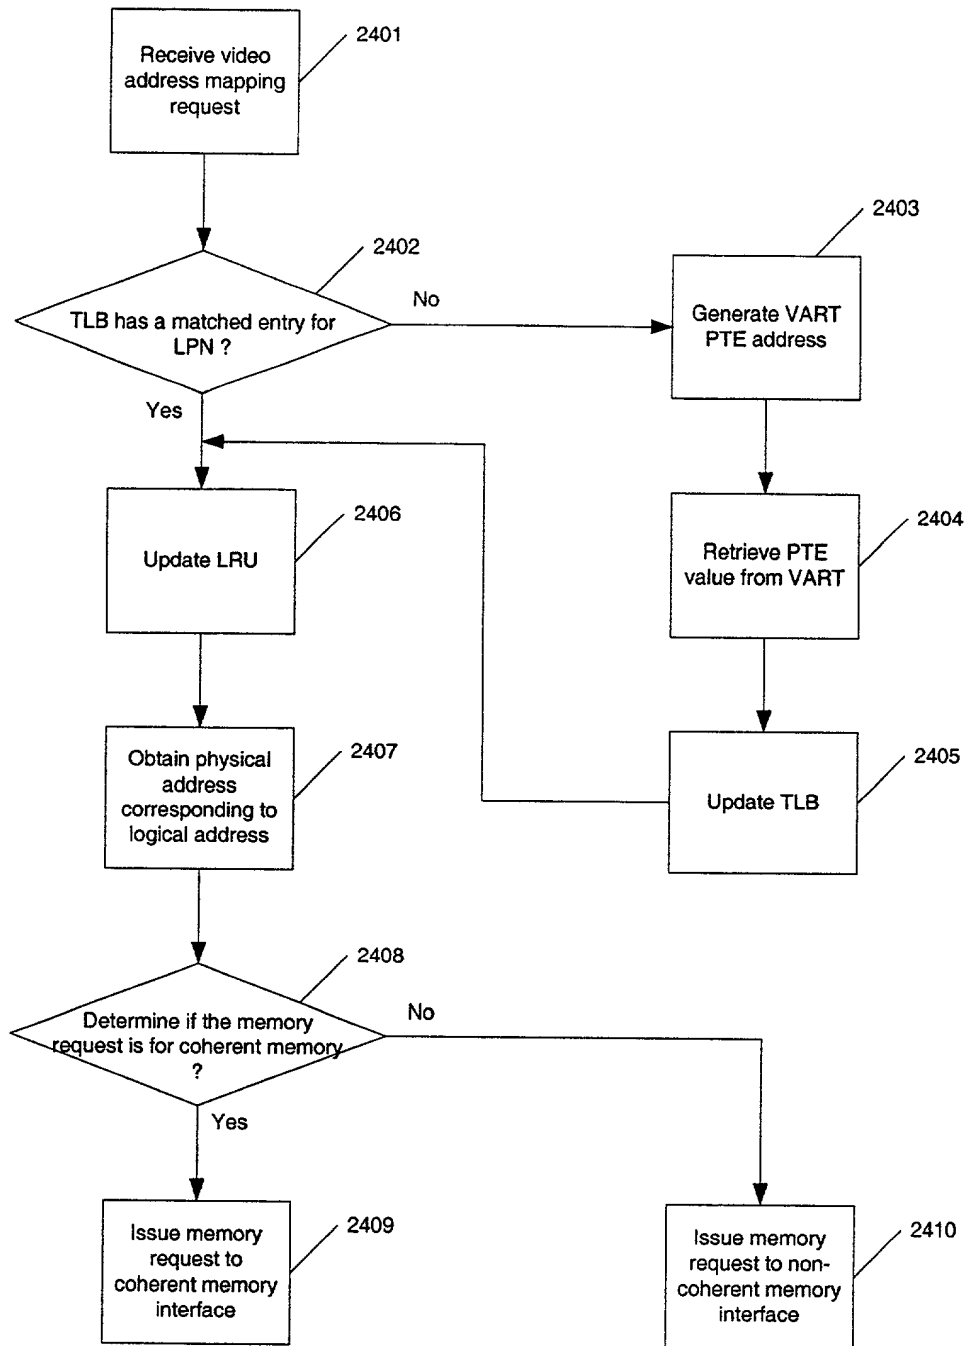 2401
Receive video
address mapping
request
2402
TLB has a matched entry for
LPN ?
No
Yes
2403
Generate VART
PTE address
2404
Retrieve PTE
value from VART
2405
Update TLB
2406
Update LRU
2407
Obtain physical
address
corresponding to
logical address
2408
Determine if the memory
request is for coherent memory
?
No
Yes
2409
Issue memory
request to
coherent memory
interface
2410
Issue memory
request to non-
coherent memory
interface